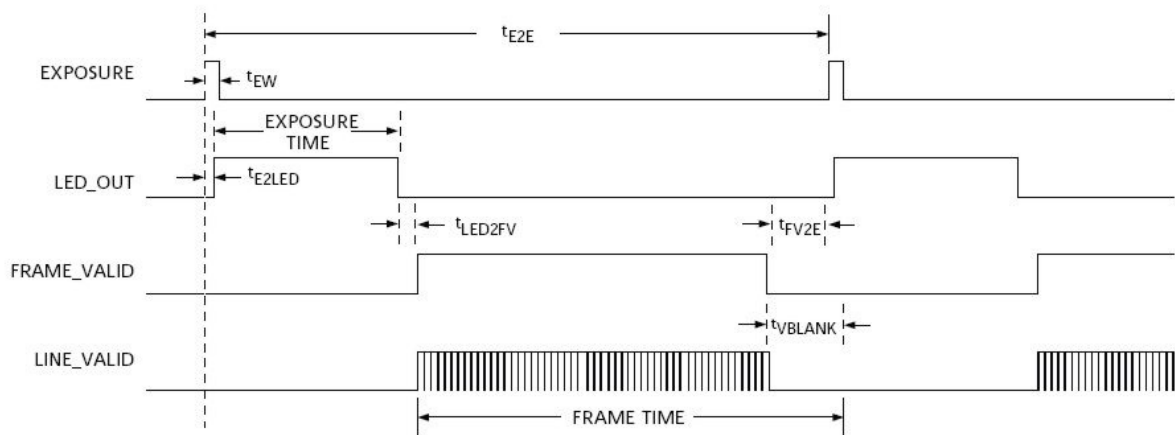 tE2E
EXPOSURE
tEW
EXPOSURE
TIME
LED_OUT
tE2LED
tLED2FV
tFV2E
FRAME_VALID
tVBLANK
LINE_VALID
FRAME TIME